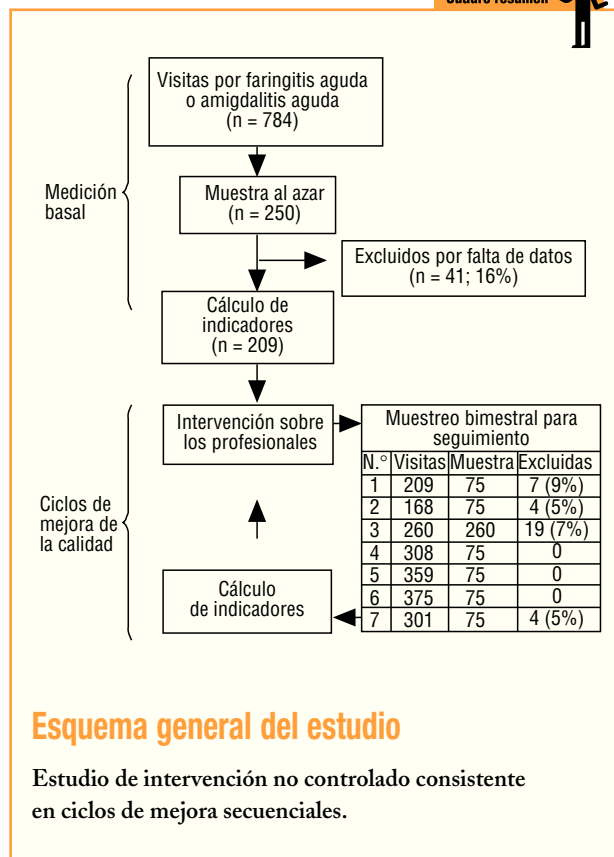 Cuadro resumen
Visitas por faringitis aguda
o amigdalitis aguda
(n = 784)
Medición
basal
Muestra al azar
(n = 250)
Excluidos por falta de datos
(n = 41; 16%)
Cálculo de
indicadores
(n = 209)
Ciclos de
mejora de
la calidad
Intervención sobre
los profesionales
Muestreo bimestral para
seguimiento
N.° Visitas Muestra Excluidas
1 209 75 7 (9%)
2 168 75 4 (5%)
3 260 260 19 (7%)
4 308 75 0
5 359 75 0
6 375 75 0
7 301 75 4 (5%)
Cálculo
de indicadores
Esquema general del estudio
Estudio de intervención no controlado consistente
en ciclos de mejora secuenciales.